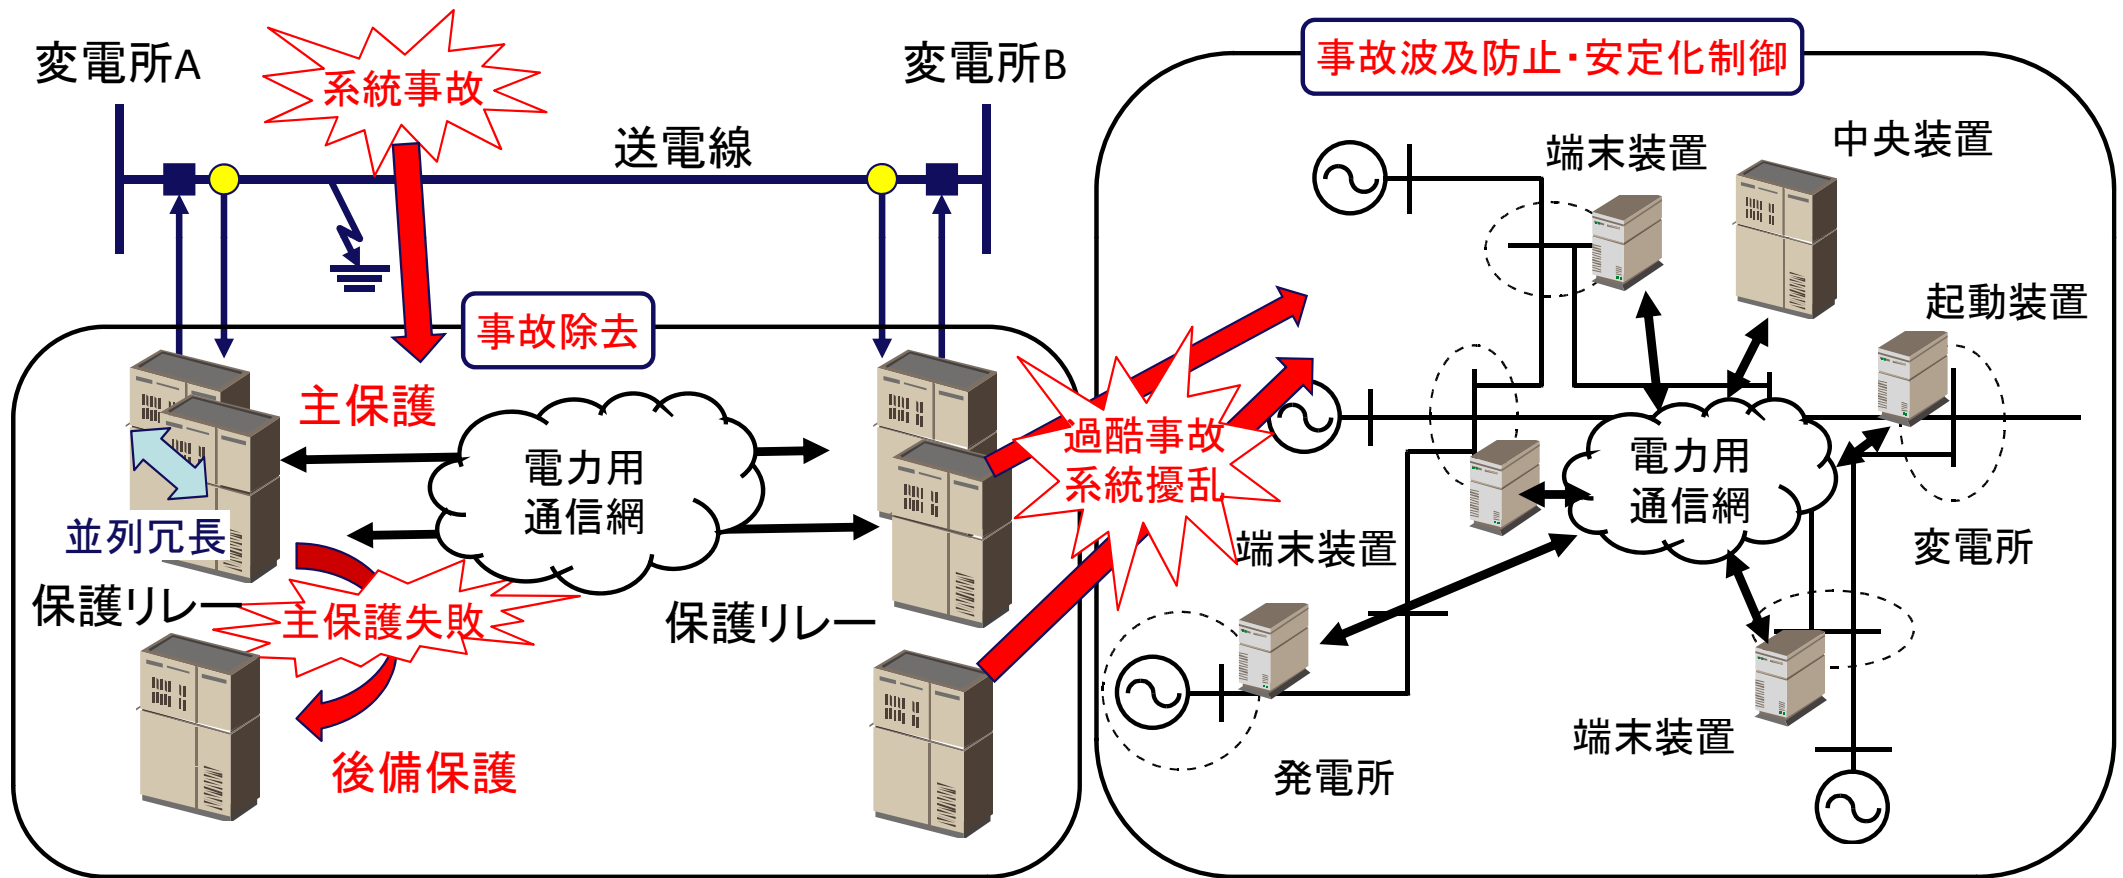 変電所A
系統事故
送電線
変電所B
事故除去
主保護
電力用
通信網
並列冗長
保護リレー
主保護失敗
保護リレー
後備保護
過酷事故
系統擾乱
事故波及防止・安定化制御
端末装置
中央装置
起動装置
電力用
通信網
端末装置
変電所
端末装置
発電所